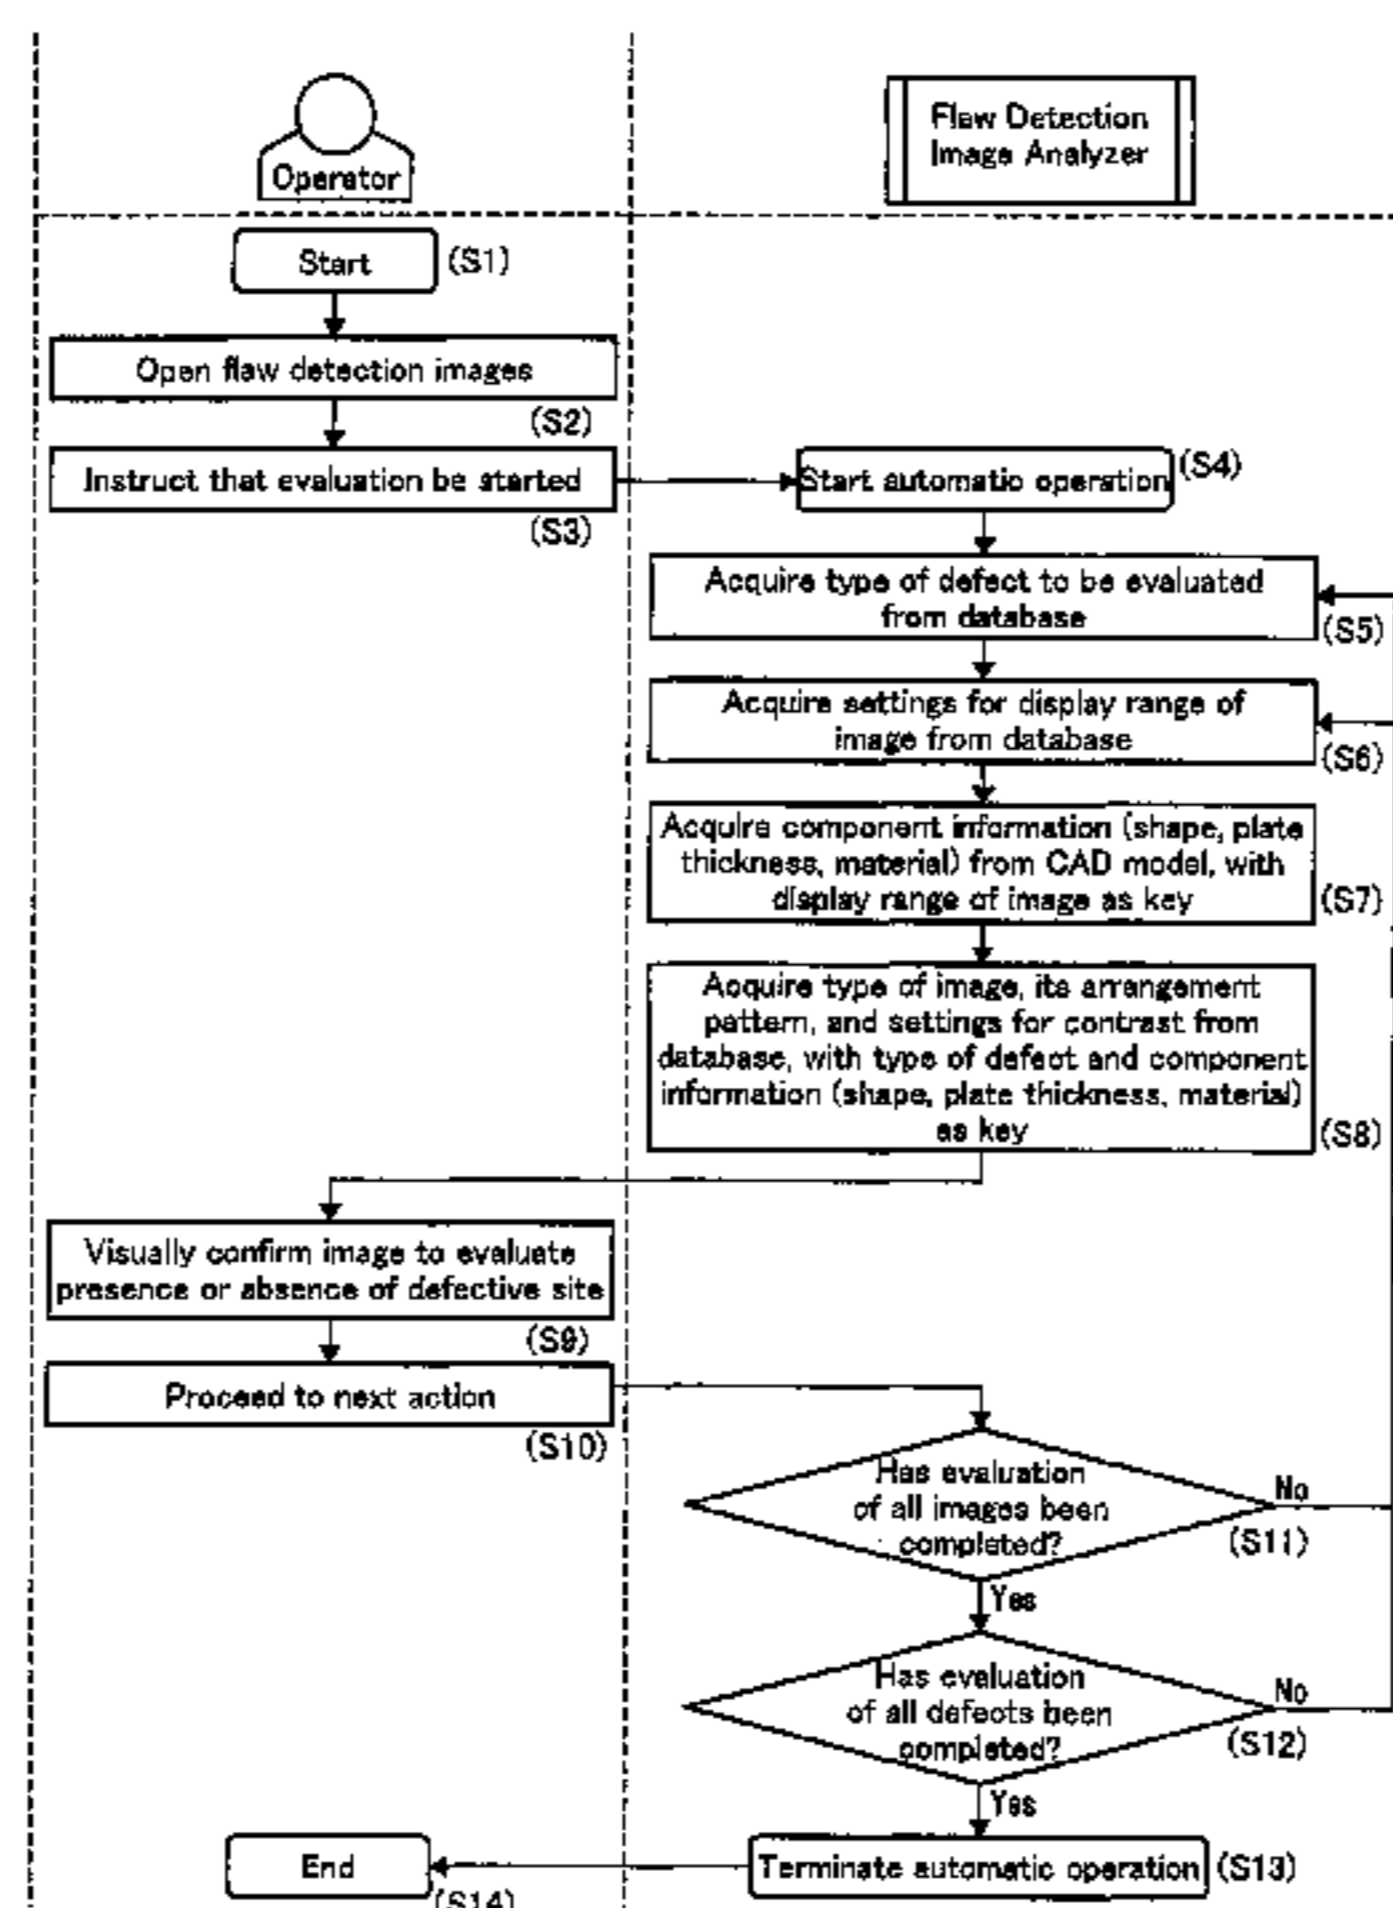 Operator
Flaw Detection
Image Analyzer
Start
(S1)
Open flaw detection images
(S2)
Instruct that evaluation be started
(S3)
Start automatic operation
(S4)
Acquire type of defect to be evaluated
from database
(S5)
Acquire settings for display range of
image from database
(S6)
Acquire component information (shape, plate
thickness, material) from CAD model, with
display range of image as key
(S7)
Acquire type of image, its arrangement
pattern, and settings for contrast from
database, with type of defect and component
information (shape, plate thickness, material)
as key
(S8)
Visually confirm image to evaluate
presence or absence of defective site
(S9)
Proceed to next action
(S10)
Has evaluation
of all images been
completed?
No
(S11)
Yes
Has evaluation
of all defects been
completed?
No
(S12)
Yes
Terminate automatic operation
(S13)
End
(S14)